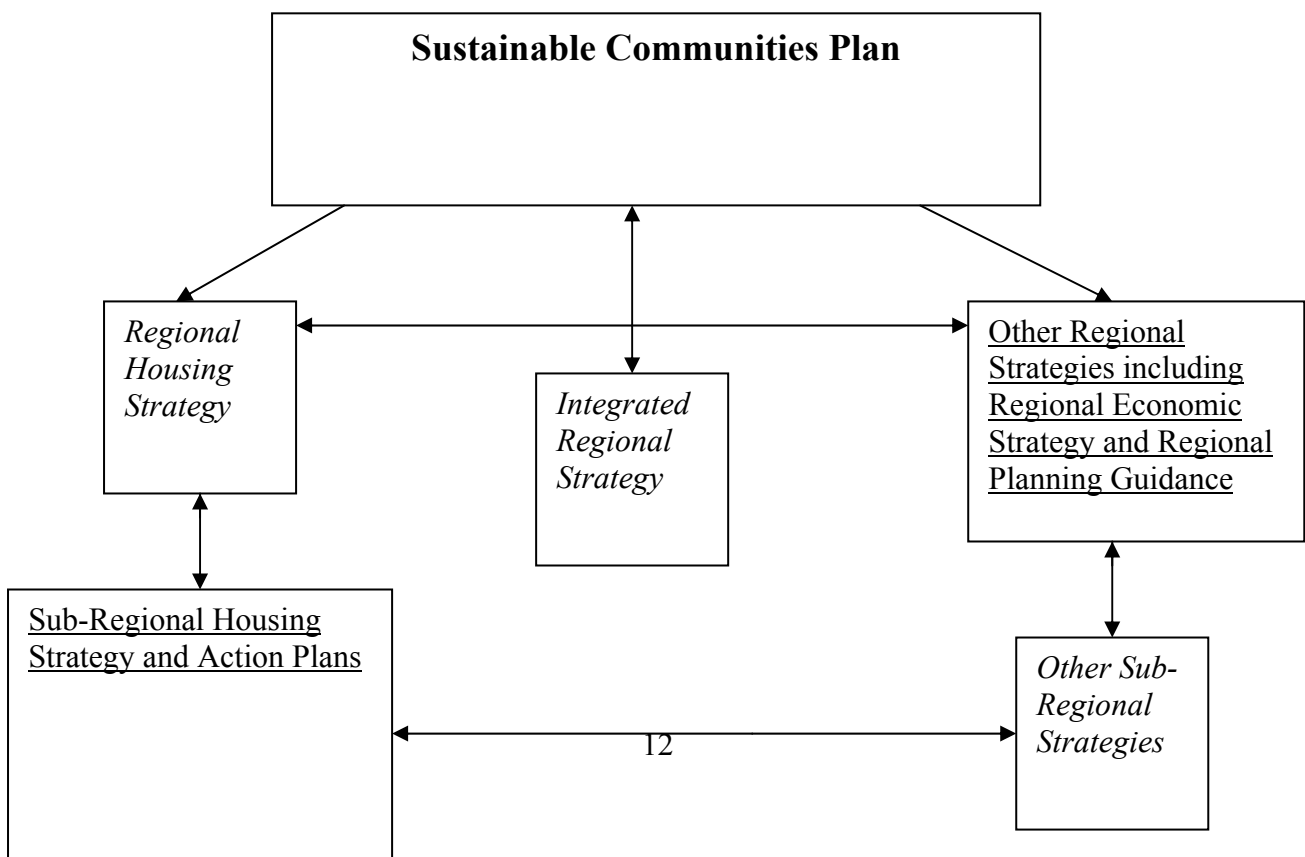 Sustainable Communities Plan
Regional
Housing
Strategy
Integrated
Regional
Strategy
Other Regional
Strategies including
Regional Economic
Strategy and Regional
Planning Guidance
Sub-Regional Housing
Strategy and Action Plans
Other Sub-
Regional
Strategies
12